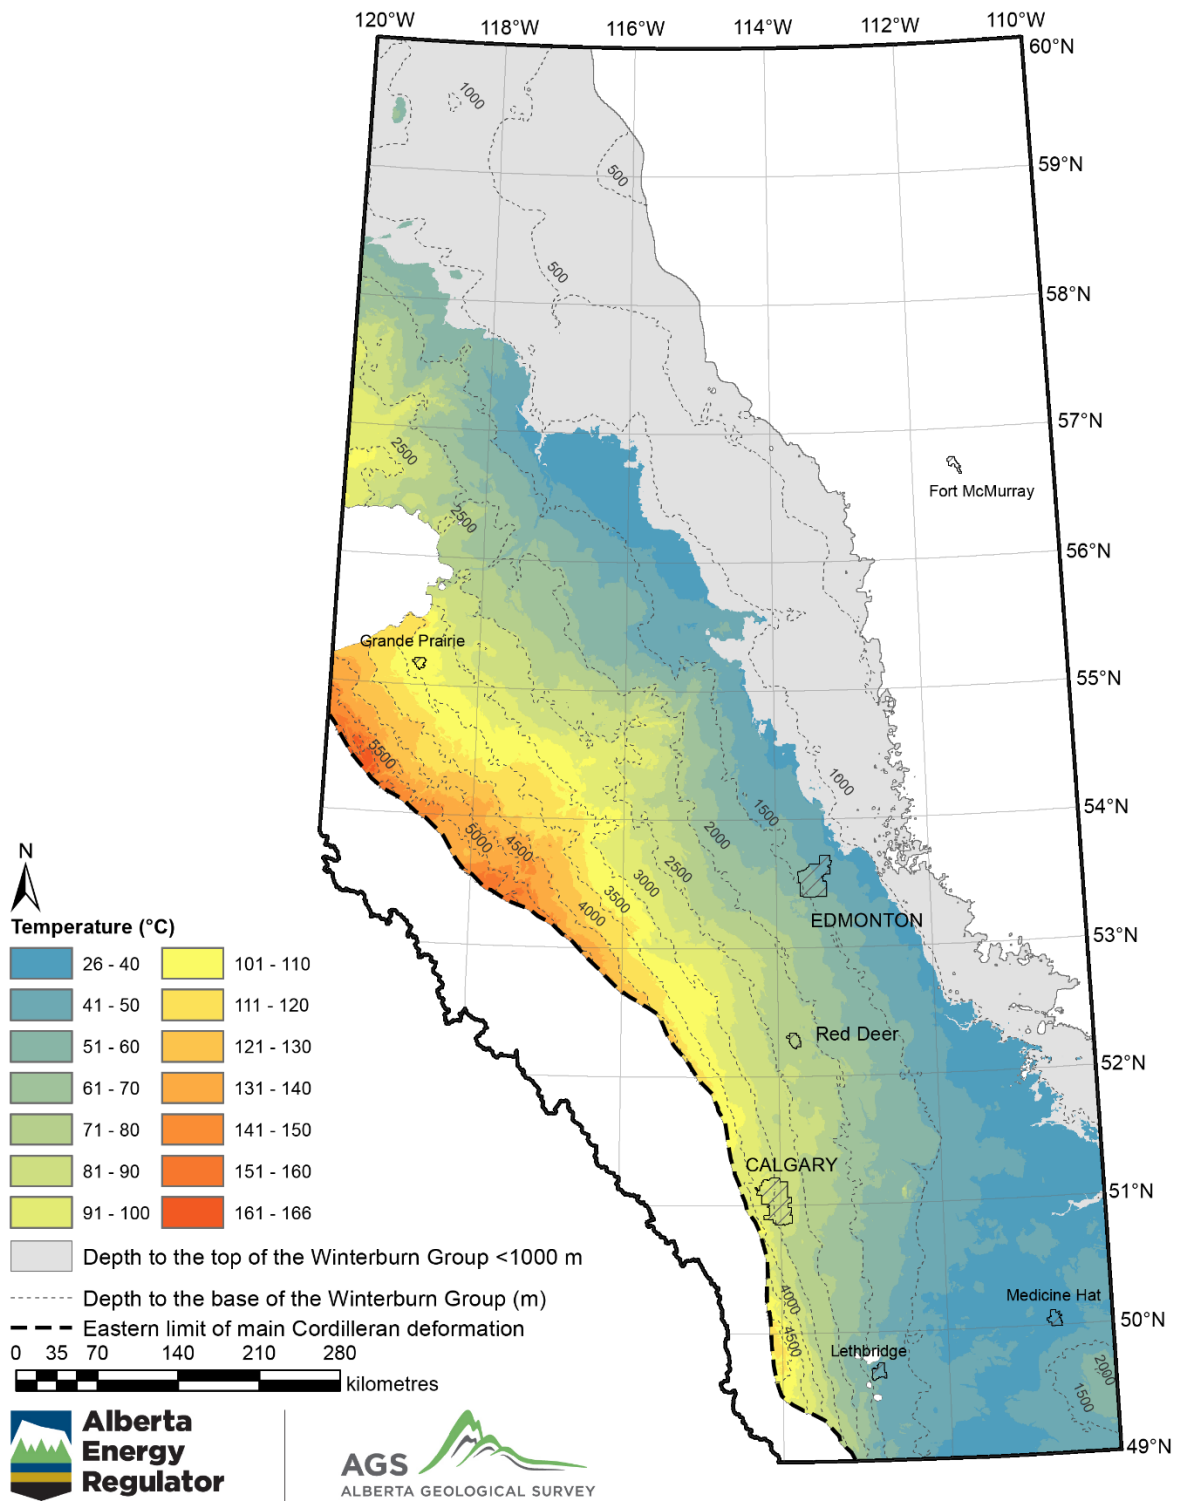 120°W 118°W 116°W 114°W 112°W 110°W
60°N
1000
59°N
500
500
58°N
57°N
2500
Fort McMurray
2500
56°N
Grande Prairie
55°N
5500
1000
54°N
1500
2000
5000
4500
2500
3000
3500
4000
EDMONTON
53°N
Red Deer
52°N
CALGARY
51°N
4000
Medicine Hat
50°N
4500
Lethbridge
2000
1500
49°N
N
Temperature (°C)
26 - 40
41 - 50
51 - 60
61 - 70
71 - 80
81 - 90
91 - 100
101 - 110
111 - 120
121 - 130
131 - 140
141 - 150
151 - 160
161 - 166
Depth to the top of the Winterburn Group <1000 m
Depth to the base of the Winterburn Group (m)
Eastern limit of main Cordilleran deformation
0 35 70 140 210 280
kilometres
Alberta
Energy
Regulator
AGS
ALBERTA GEOLOGICAL SURVEY